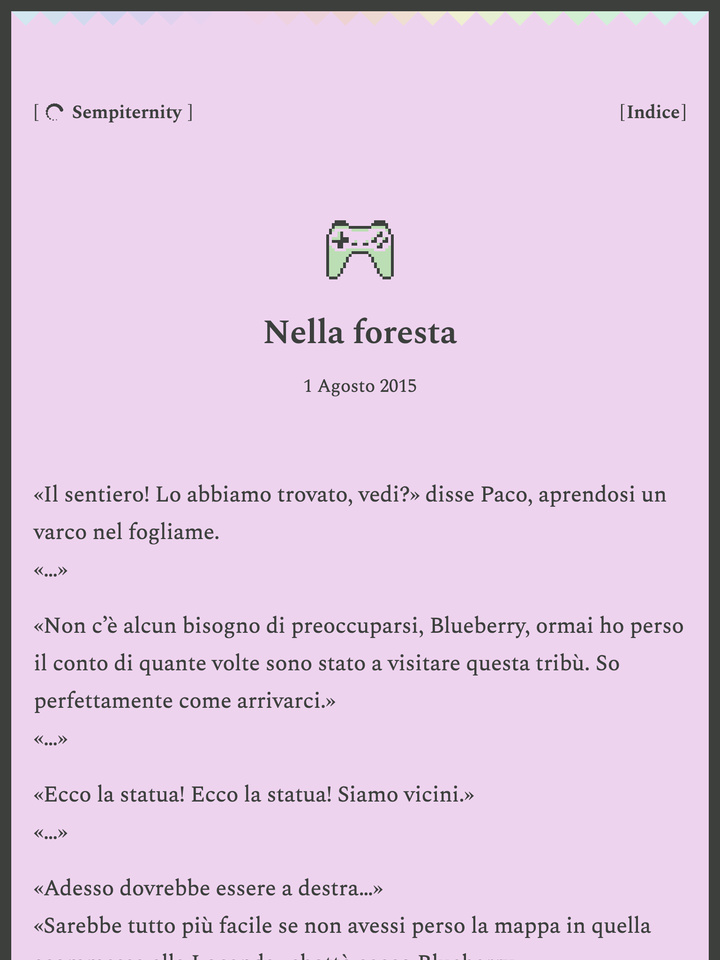 [ Sempiternity ]
[Indice]
Nella foresta
1 Agosto 2015
«Il sentiero! Lo abbiamo trovato, vedi?» disse Paco, aprendosi un
varco nel fogliame.
«…»
«Non c’è alcun bisogno di preoccuparsi, Blueberry, ormai ho perso
il conto di quante volte sono stato a visitare questa tribù. So
perfettamente come arrivarci.»
«…»
«Ecco la statua! Ecco la statua! Siamo vicini.»
«…»
«Adesso dovrebbe essere a destra…»
«Sarebbe tutto più facile se non avessi perso la mappa in quella